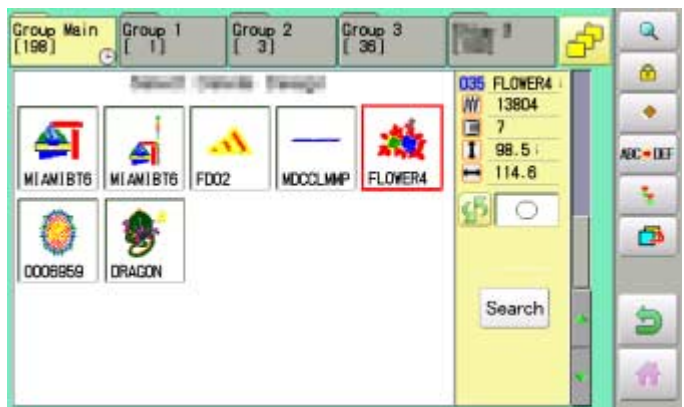 Group Main
[198]
Group 1
[ 1]
Group 2
[ 3]
Group 3
[ 36]
035 FLOWER4
13804
7
98.5
114.6
MIAMIBT6
MIAMIBT6
FD02
MDCCLMMP
FLOWER4
0006959
DRAGON
ABC DEF
Search